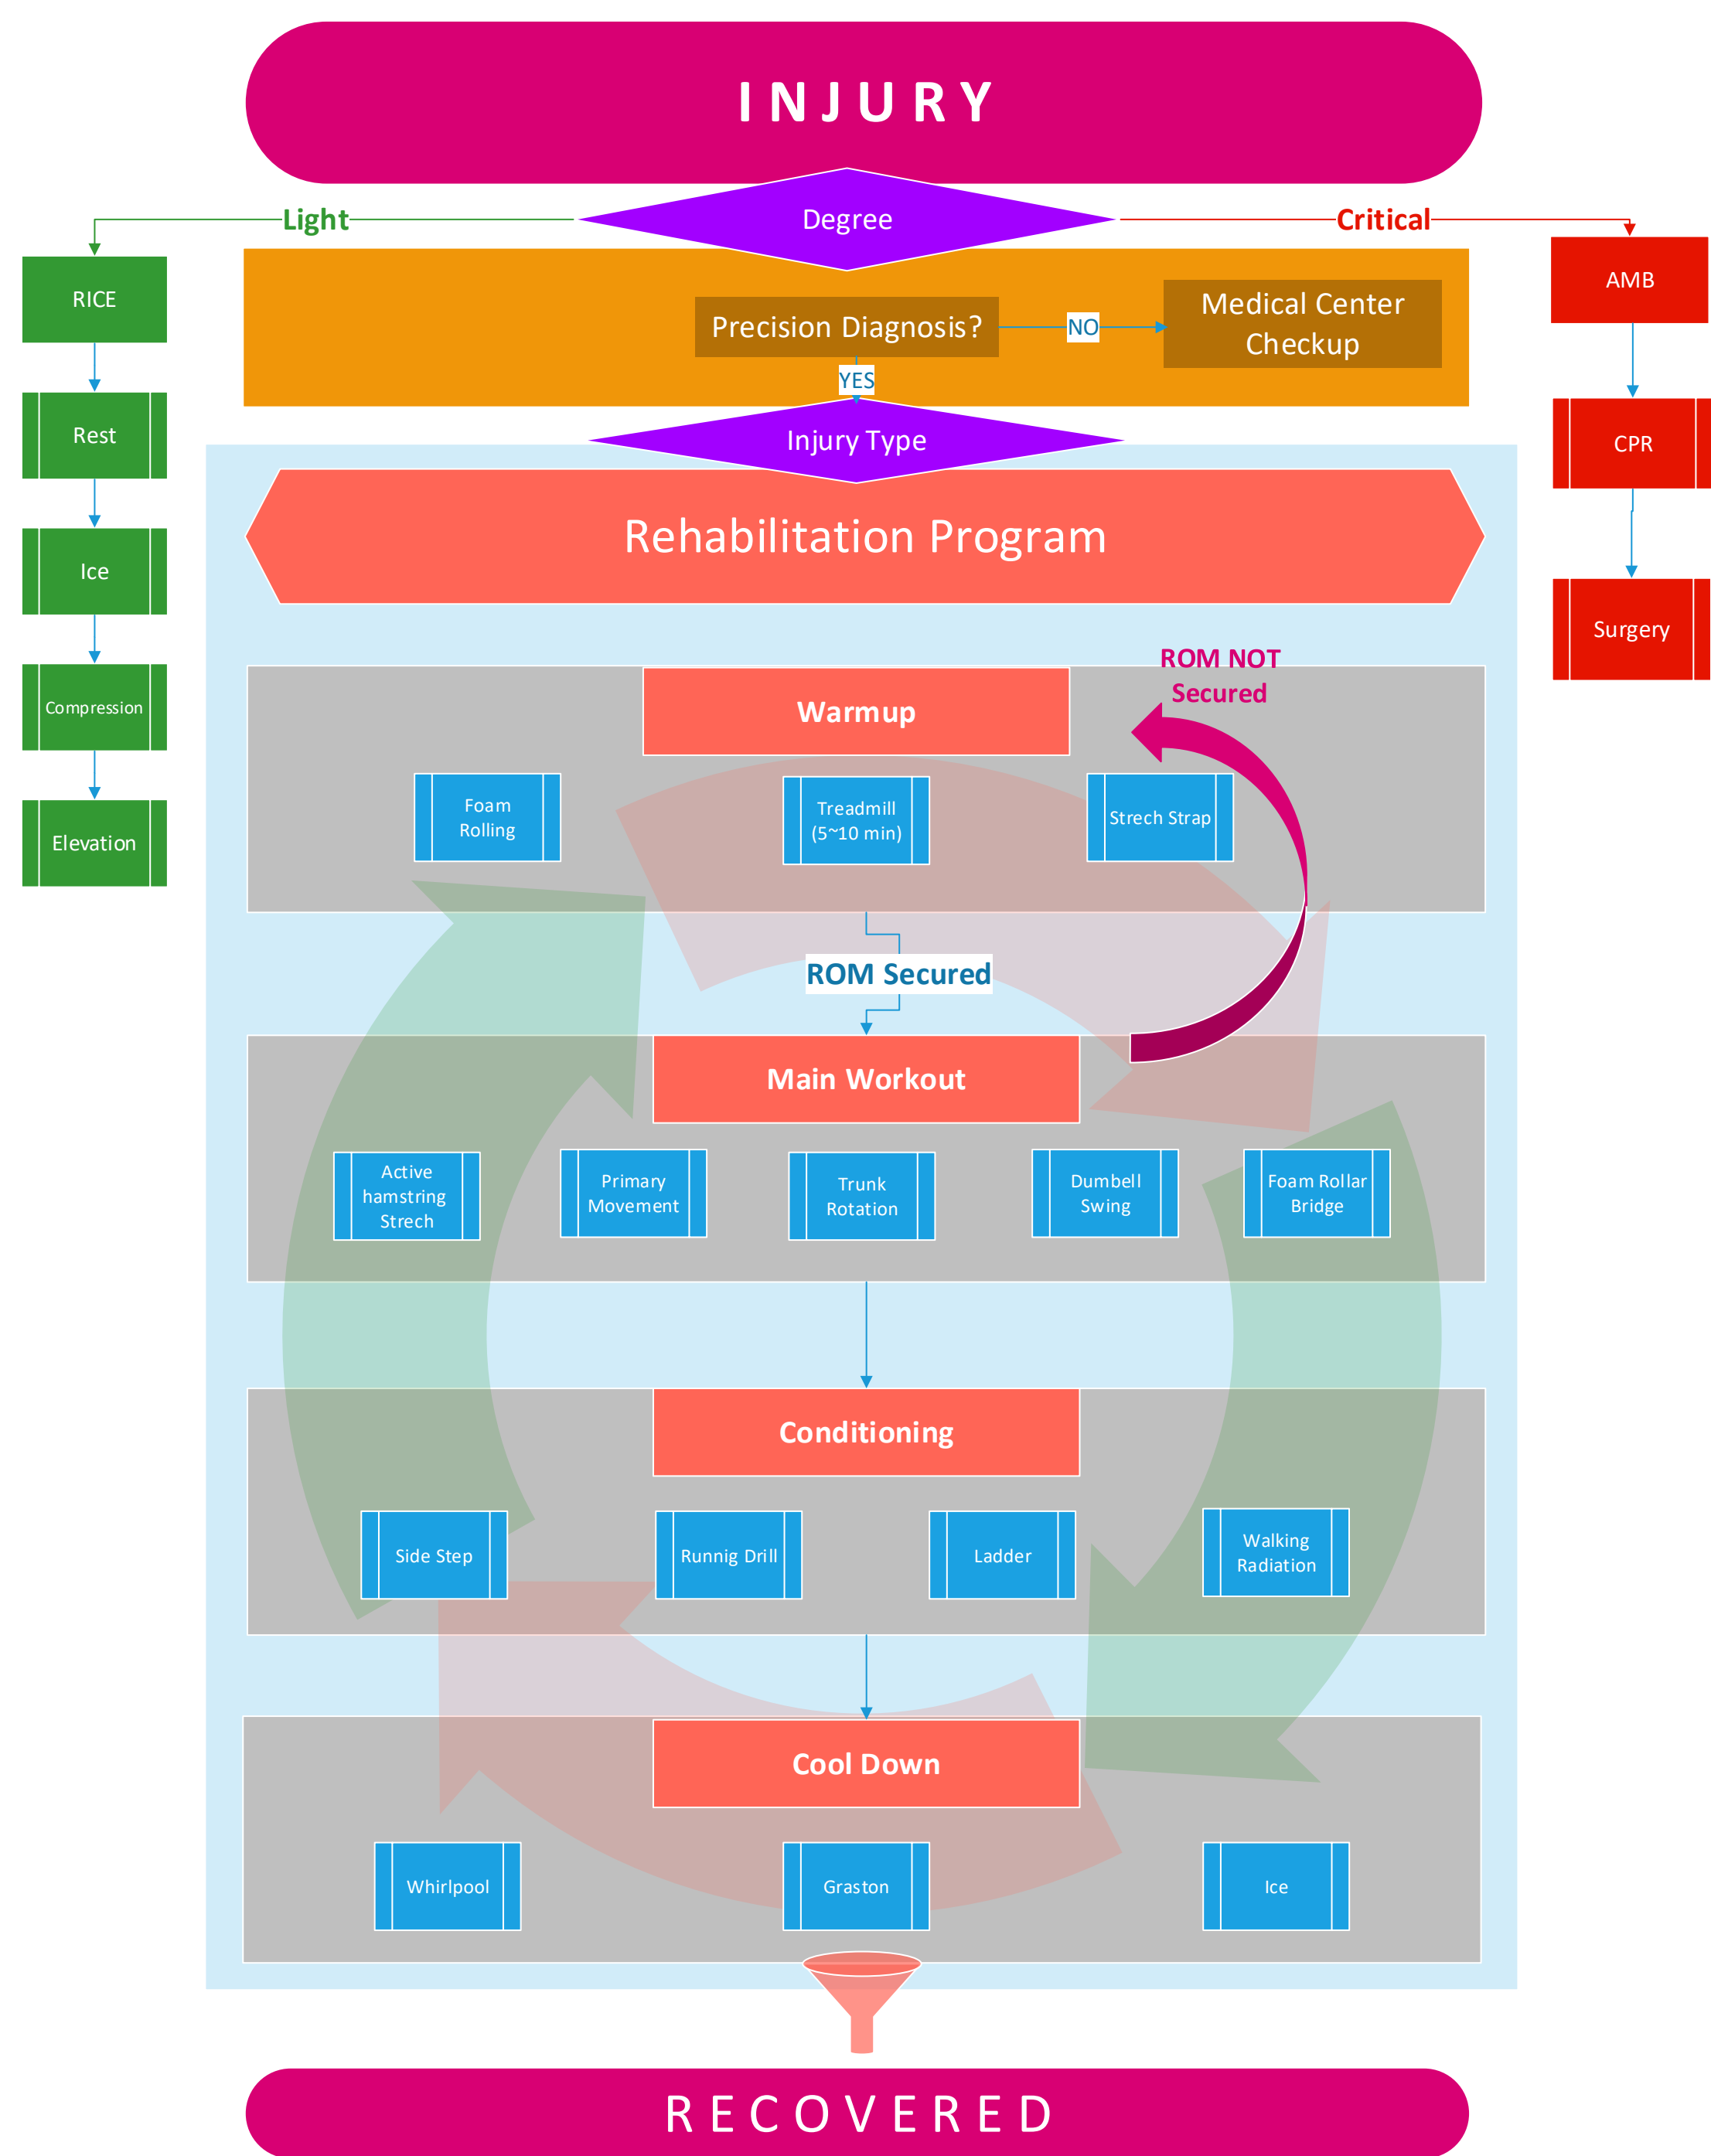 INJURY
Light
Degree
Critical
RICE
Rest
Ice
Compression
Elevation
Precision Diagnosis?
NO
Medical Center
Checkup
YES
AMB
CPR
Surgery
Injury Type
Rehabilitation Program
ROM NOT
Secured
Warmup
Foam
Rolling
Treadmill
(5~10 min)
Strech Strap
ROM Secured
Main Workout
Active
hamstring
Strech
Primary
Movement
Trunk
Rotation
Dumbell
Swing
Foam Rollar
Bridge
Conditioning
Side Step
Runnig Drill
Ladder
Walking
Radiation
Cool Down
Whirlpool
Graston
Ice
RECOVERED